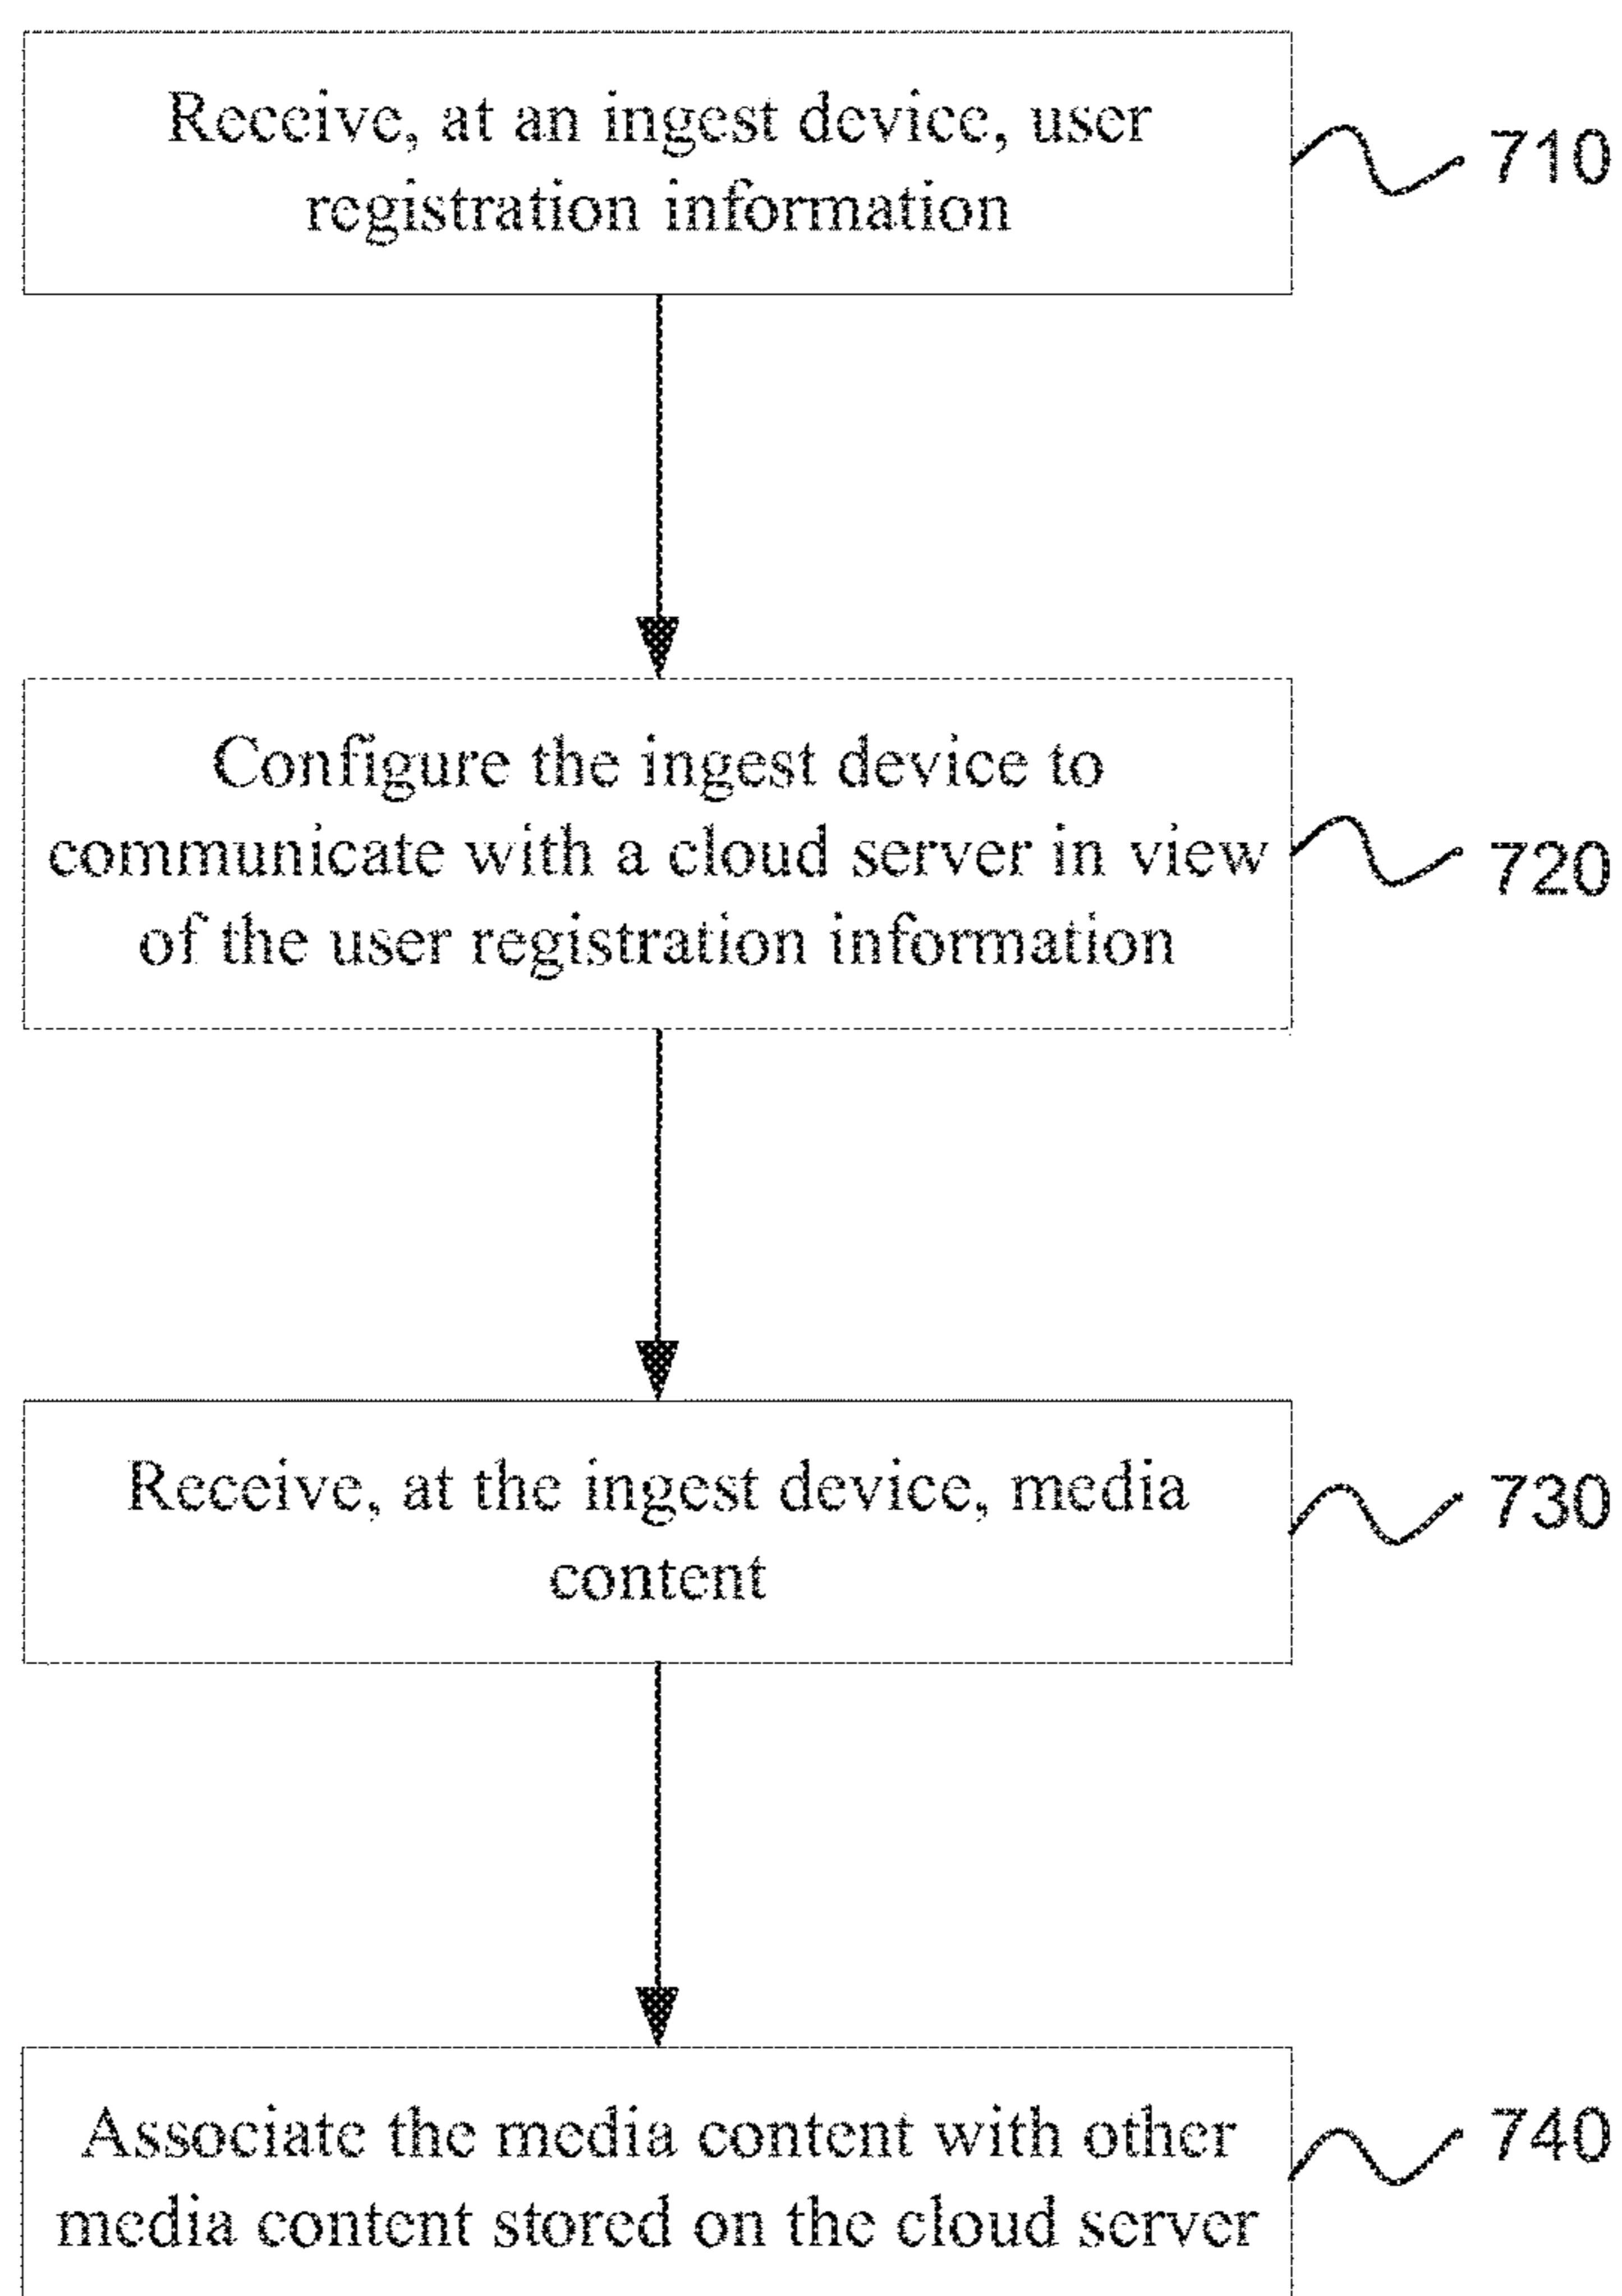 Receive, at an ingest device, user
registration information
710
Configure the ingest device to
communicate with a cloud server in view
of the user registration information
720
Receive, at the ingest device, media
content
730
Associate the media content with other
media content stored on the cloud server
740